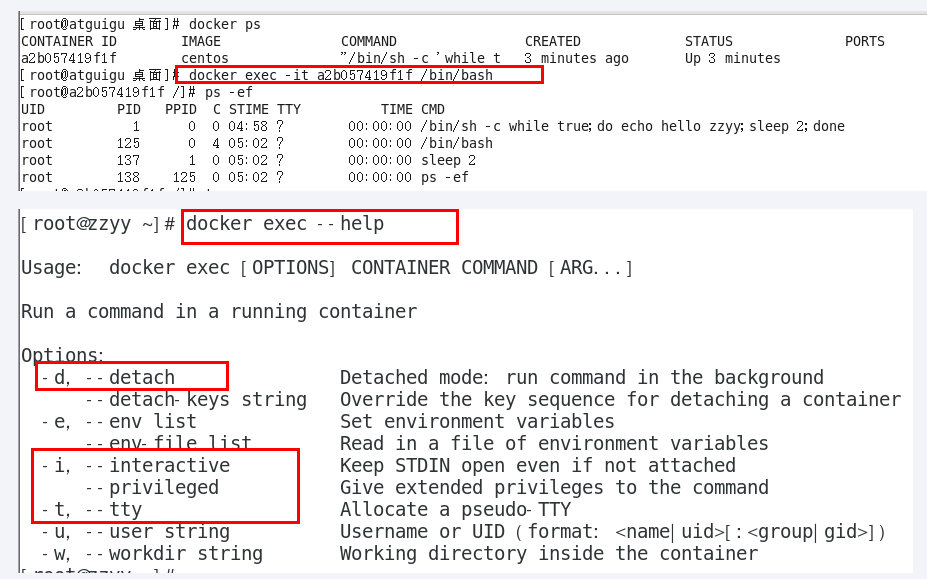 [root@atguigu 桌面]# docker ps
CONTAINER ID IMAGE COMMAND CREATED STATUS PORTS
a2b057419f1f centos "/bin/sh -c 'while t 3 minutes ago Up 3 minutes
[root@atguigu 桌面]# docker exec -it a2b057419f1f /bin/bash
[root@a2b057419f1f /]# ps -ef
UID PID PPID C STIME TTY TIME CMD
root 1 0 0 04:58 ? 00:00:00 /bin/sh -c while true;do echo hello zzyy;sleep 2;done
root 125 0 4 05:02 ? 00:00:00 /bin/bash
root 137 1 0 05:02 ? 00:00:00 sleep 2
root 138 125 0 05:02 ? 00:00:00 ps -ef
[root@zzyy ~]# docker exec --help
Usage: docker exec [OPTIONS] CONTAINER COMMAND [ARG...]
Run a command in a running container
Options:
-d, --detach Detached mode: run command in the background
--detach-keys string Override the key sequence for detaching a container
-e, --env list Set environment variables
--env-file list Read in a file of environment variables
-i, --interactive Keep STDIN open even if not attached
--privileged Give extended privileges to the command
-t, --tty Allocate a pseudo-TTY
-u, --user string Username or UID (format: <name|uid>[:<group|gid>])
-w, --workdir string Working directory inside the container